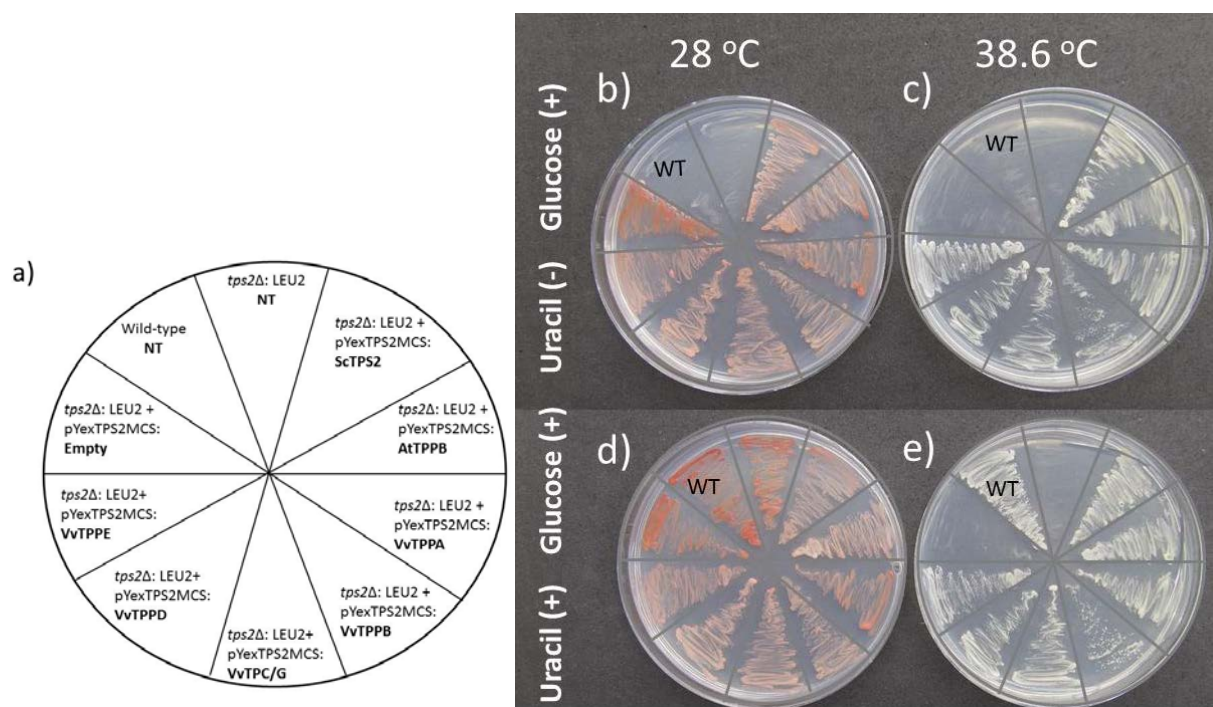 28 °C
38.6 °C
b)
c)
Glucose (+)
Uracil (-)
WT
WT
a)
tps2Δ: LEU2
NT
Wild-type
NT
tps2Δ: LEU2 +
pYexTPS2MCS:
ScTPS2
tps2Δ: LEU2 +
pYexTPS2MCS:
Empty
tps2Δ: LEU2 +
pYexTPS2MCS:
AtTPPB
tps2Δ: LEU2+
pYexTPS2MCS:
VvTPPE
tps2Δ: LEU2 +
pYexTPS2MCS:
VvTPPA
tps2Δ: LEU2+
pYexTPS2MCS:
VvTPPD
tps2Δ: LEU2+
pYexTPS2MCS:
VvTPC/G
tps2Δ: LEU2 +
pYexTPS2MCS:
VvTPPB
d)
e)
Glucose (+)
Uracil (+)
WT
WT